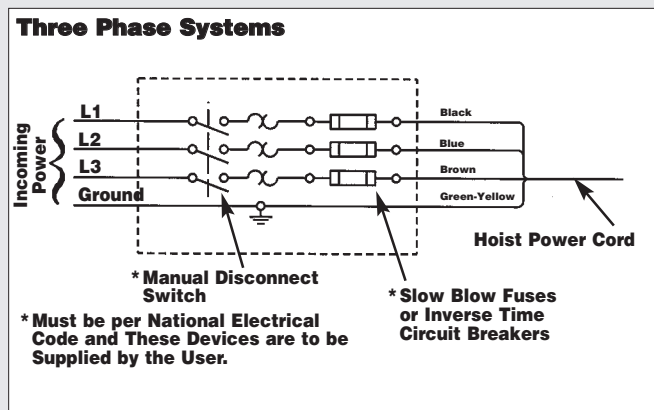 Three Phase Systems
Incoming
Power
L1
L2
L3
Ground
Black
Blue
Brown
Green-Yellow
Hoist Power Cord
*Manual Disconnect
Switch
*Slow Blow Fuses
or Inverse Time
Circuit Breakers
*Must be per National Electrical
Code and These Devices are to be
Supplied by the User.